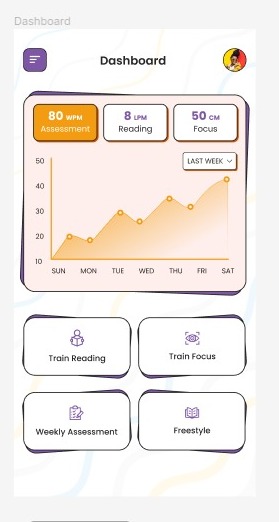 Dashboard
Dashboard
80 WPM
Assessment
8 LPM
Reading
50 CM
Focus
LAST WEEK
50
40
30
20
10
SUN MON TUE WED THU FRI SAT
Train Reading
Train Focus
Weekly Assessment
Freestyle